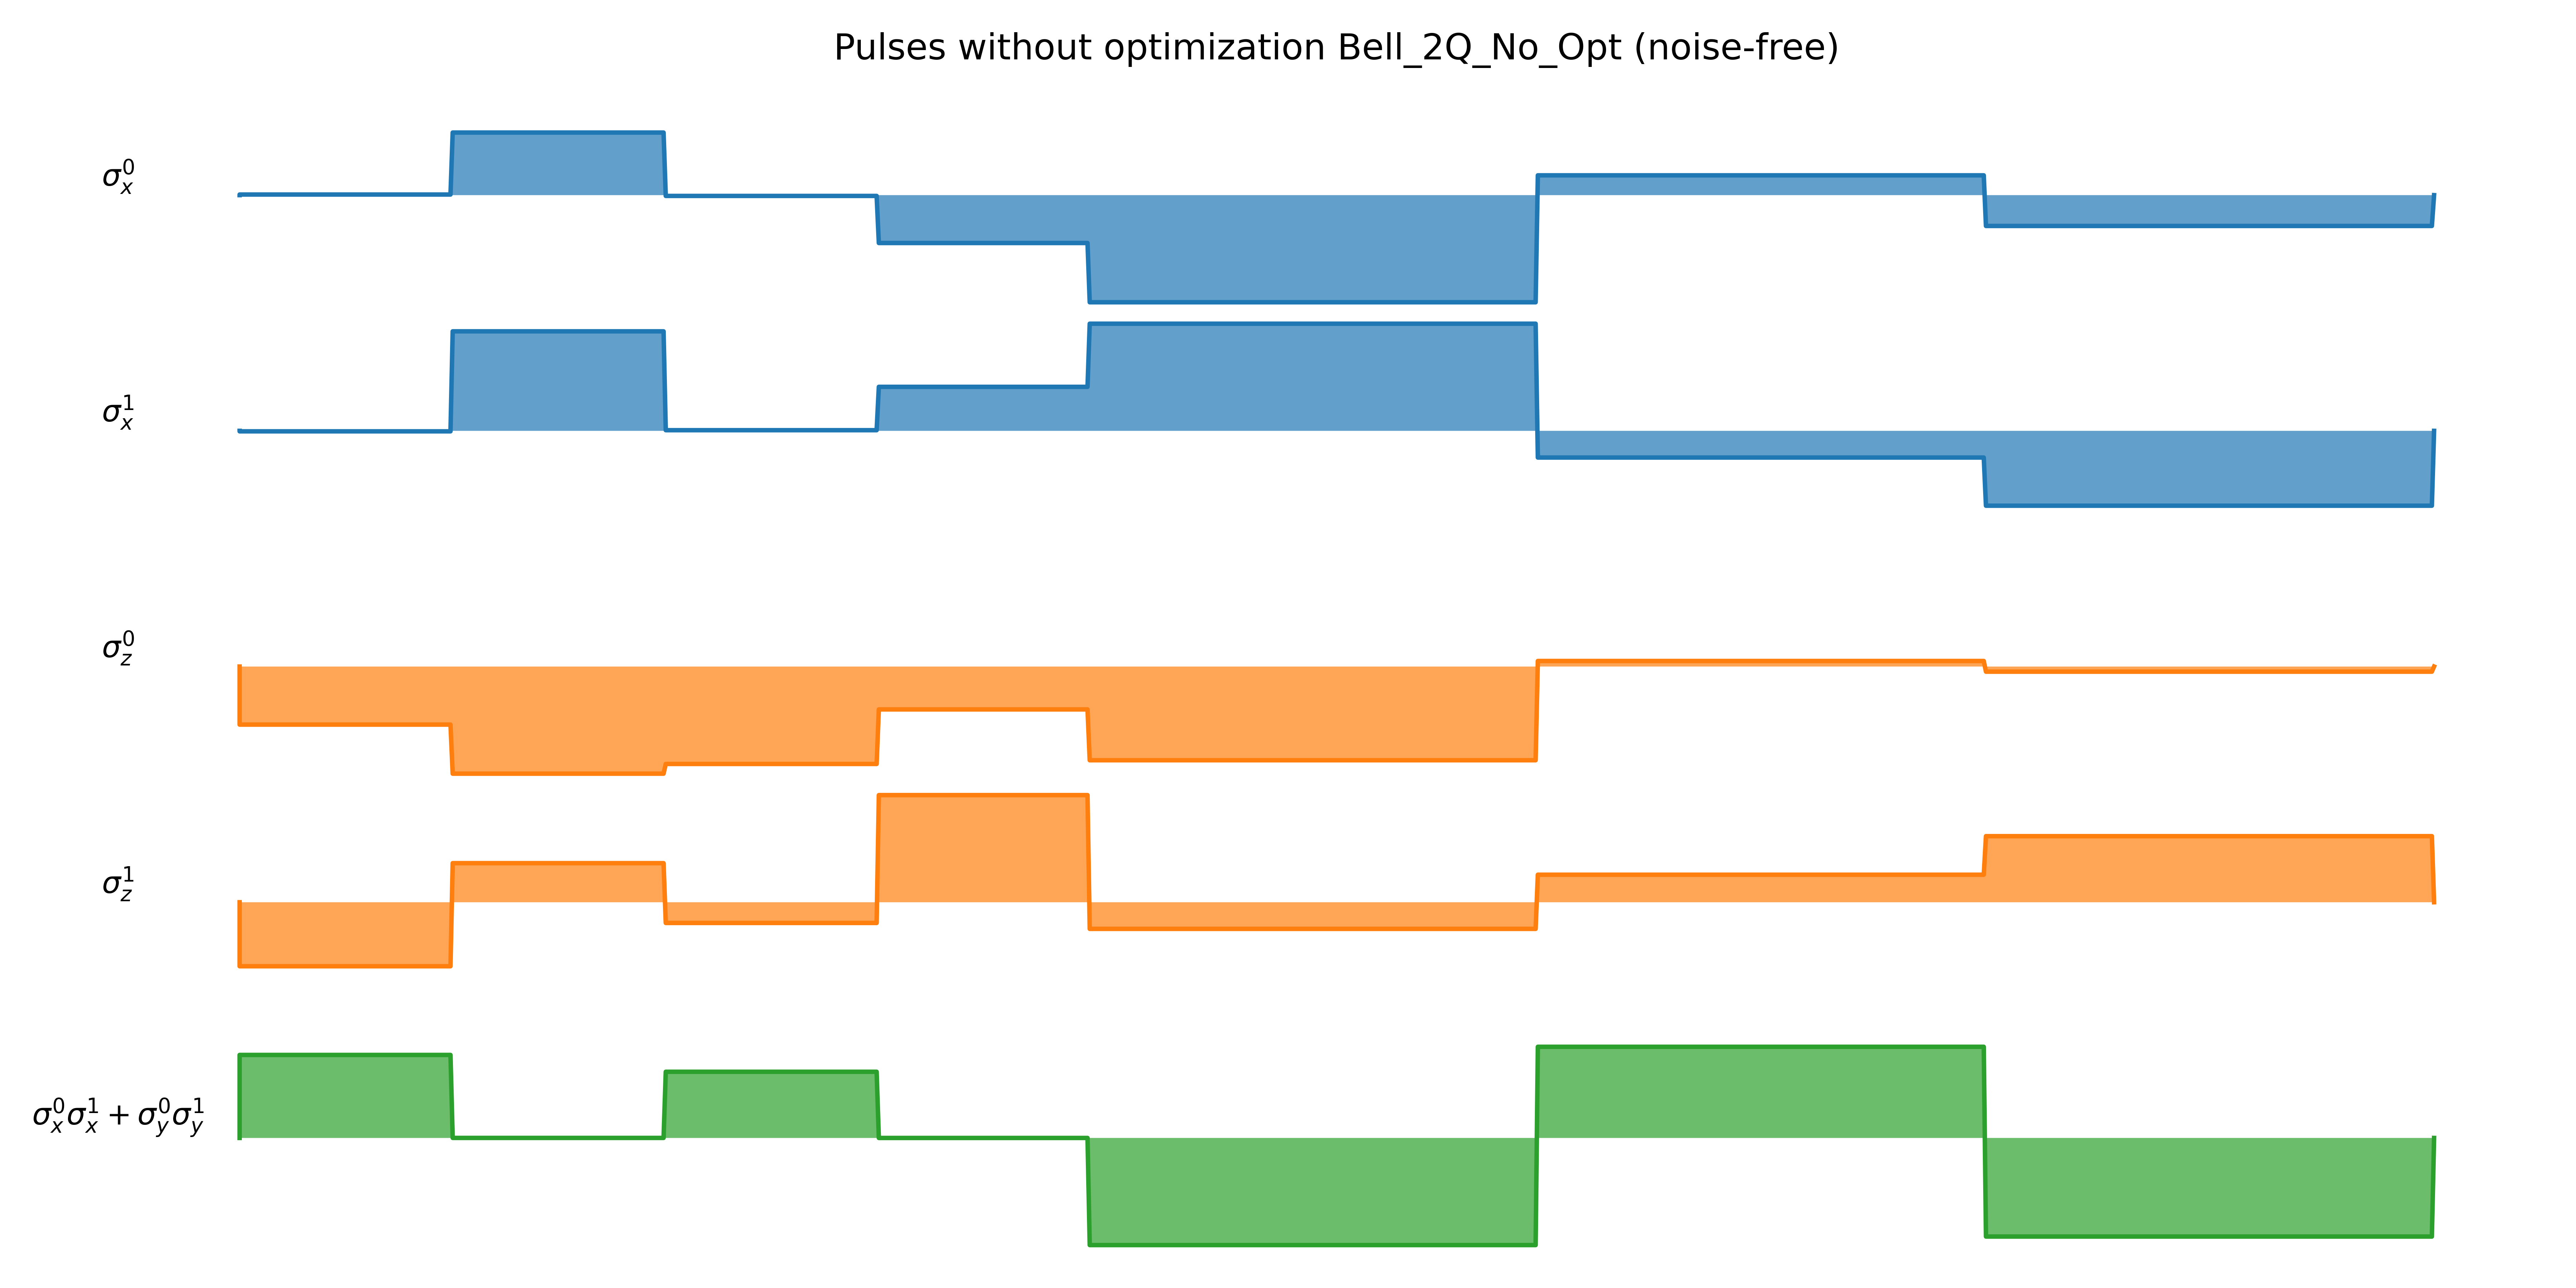 Pulses without optimization Bell_2Q_No_Opt (noise-free)
σ_x^0
σ_x^1
σ_z^0
σ_z^1
σ_x^0σ_x^1 + σ_y^0σ_y^1